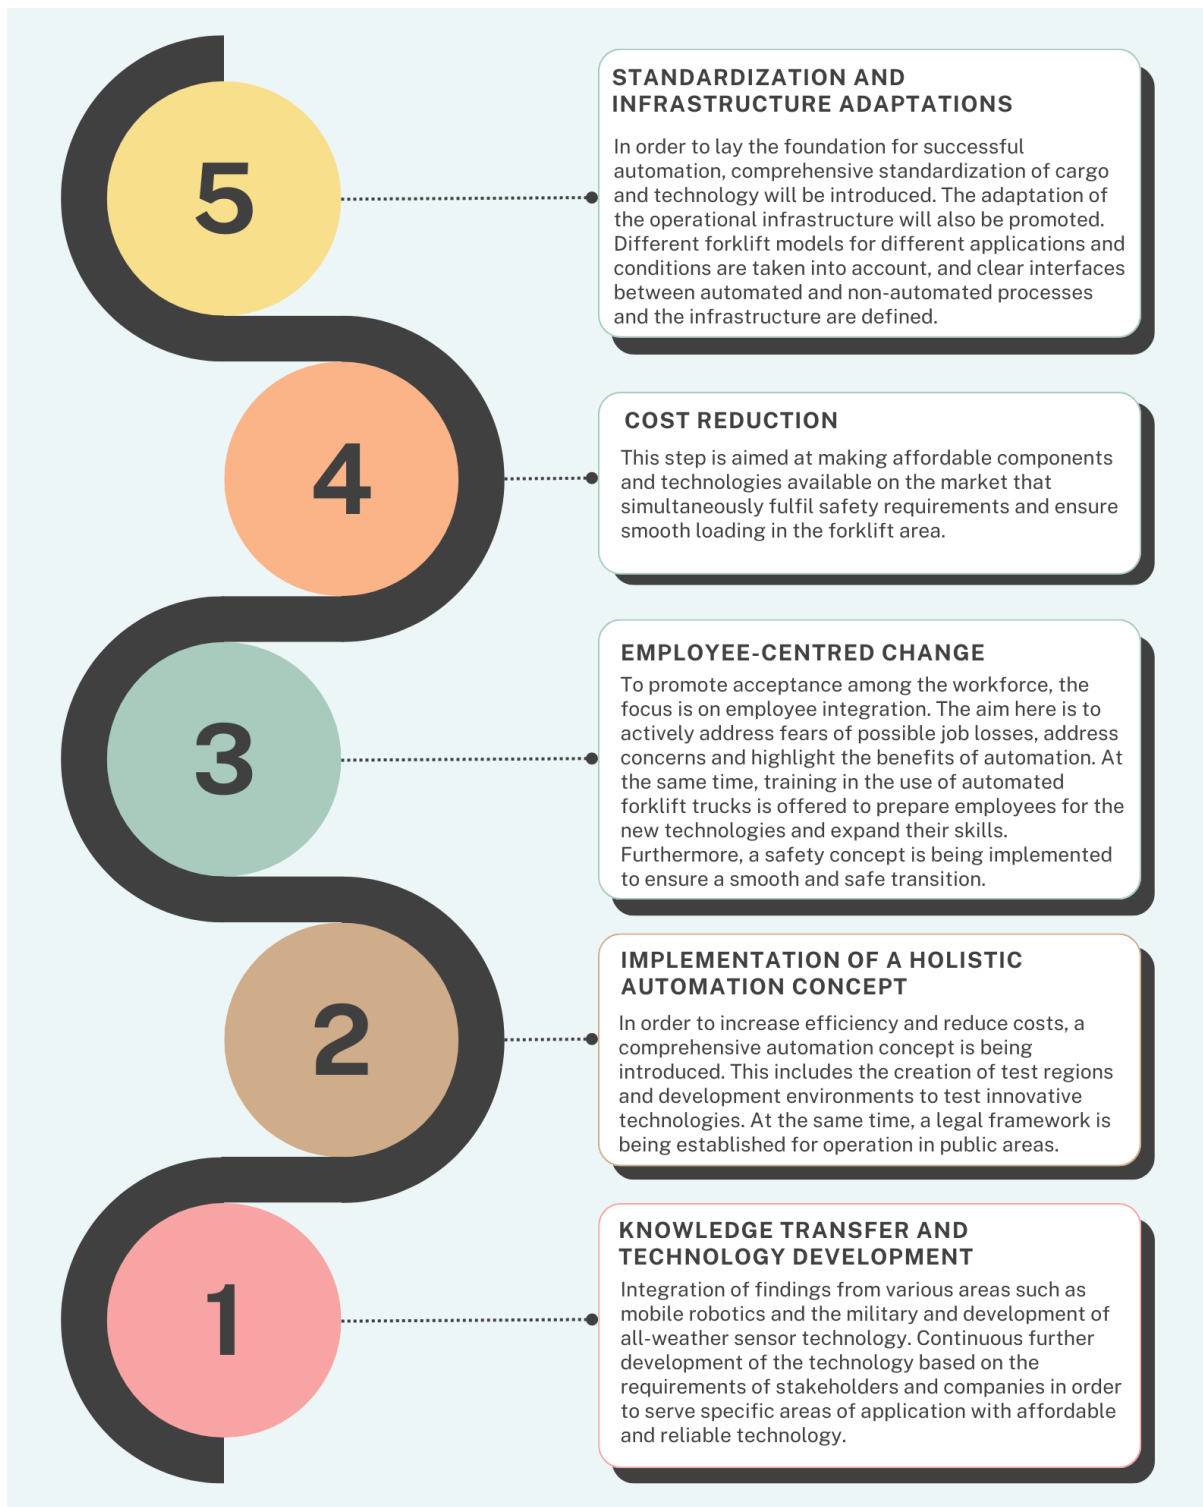 5
STANDARDIZATION AND
INFRASTRUCTURE ADAPTATIONS
In order to lay the foundation for successful
automation, comprehensive standardization of cargo
and technology will be introduced. The adaptation of
the operational infrastructure will also be promoted.
Different forklift models for different applications and
conditions are taken into account, and clear interfaces
between automated and non-automated processes
and the infrastructure are defined.
4
COST REDUCTION
This step is aimed at making affordable components
and technologies available on the market that
simultaneously fulfil safety requirements and ensure
smooth loading in the forklift area.
3
EMPLOYEE-CENTRED CHANGE
To promote acceptance among the workforce, the
focus is on employee integration. The aim here is to
actively address fears of possible job losses, address
concerns and highlight the benefits of automation. At
the same time, training in the use of automated
forklift trucks is offered to prepare employees for the
new technologies and expand their skills.
Furthermore, a safety concept is being implemented
to ensure a smooth and safe transition.
2
IMPLEMENTATION OF A HOLISTIC
AUTOMATION CONCEPT
In order to increase efficiency and reduce costs, a
comprehensive automation concept is being
introduced. This includes the creation of test regions
and development environments to test innovative
technologies. At the same time, a legal framework is
being established for operation in public areas.
1
KNOWLEDGE TRANSFER AND
TECHNOLOGY DEVELOPMENT
Integration of findings from various areas such as
mobile robotics and the military and development of
all-weather sensor technology. Continuous further
development of the technology based on the
requirements of stakeholders and companies in order
to serve specific areas of application with affordable
and reliable technology.